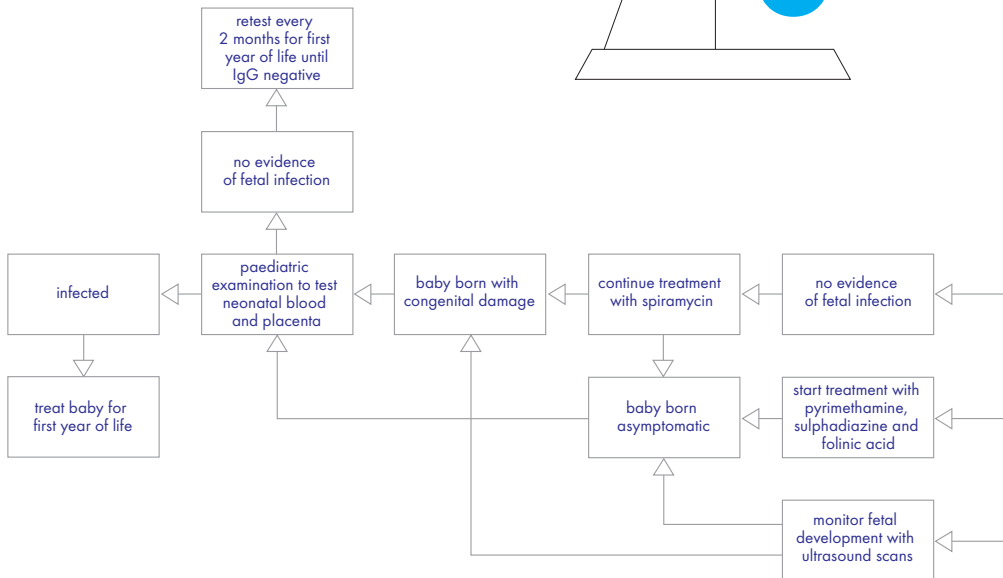 retest every
2 months for first
year of life until
IgG negative
no evidence
of fetal infection
infected
paediatric
examination to test
neonatal blood
and placenta
baby born with
congenital damage
continue treatment
with spiramycin
no evidence
of fetal infection
treat baby for
first year of life
baby born
asymptomatic
start treatment with
pyrimethamine,
sulphadiazine and
folinic acid
monitor fetal
development with
ultrasound scans